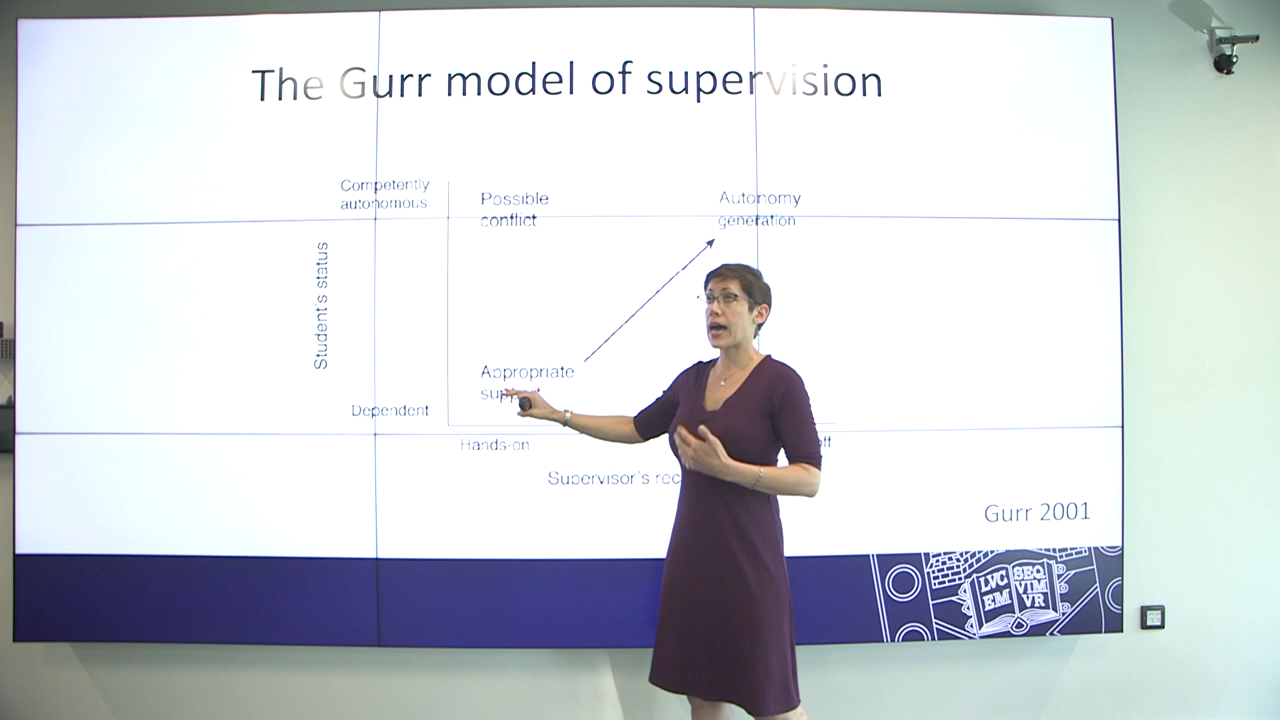 The Gurr model of supervision
Competently
autonomous
Possible
conflict
Autonomy
generation
Student's status
Appropriate
Dependent
Hands-on
Supervisor's
Gurr 2001
LVC
EM
SEQ
VIM
VR